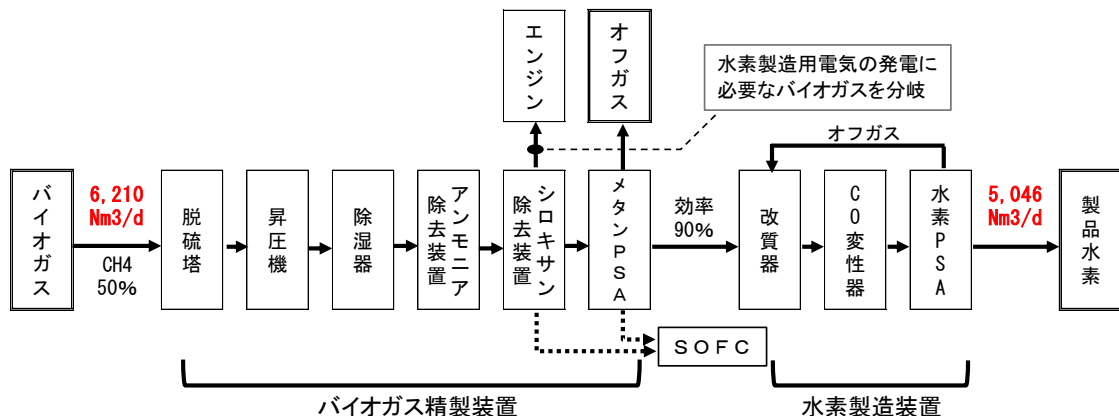 エンジン
オフガス
水素製造用電気の発電に
必要なバイオガスを分岐
オフガス
バイオガス
6,210
Nm3/d
CH4
50%
脱硫塔
昇圧機
除湿器
アンモニア
除去装置
シロキサン
除去装置
メタンPSA
効率
90%
改質器
CO変性器
水素PSA
5,046
Nm3/d
製品水素
SOFC
バイオガス精製装置
水素製造装置